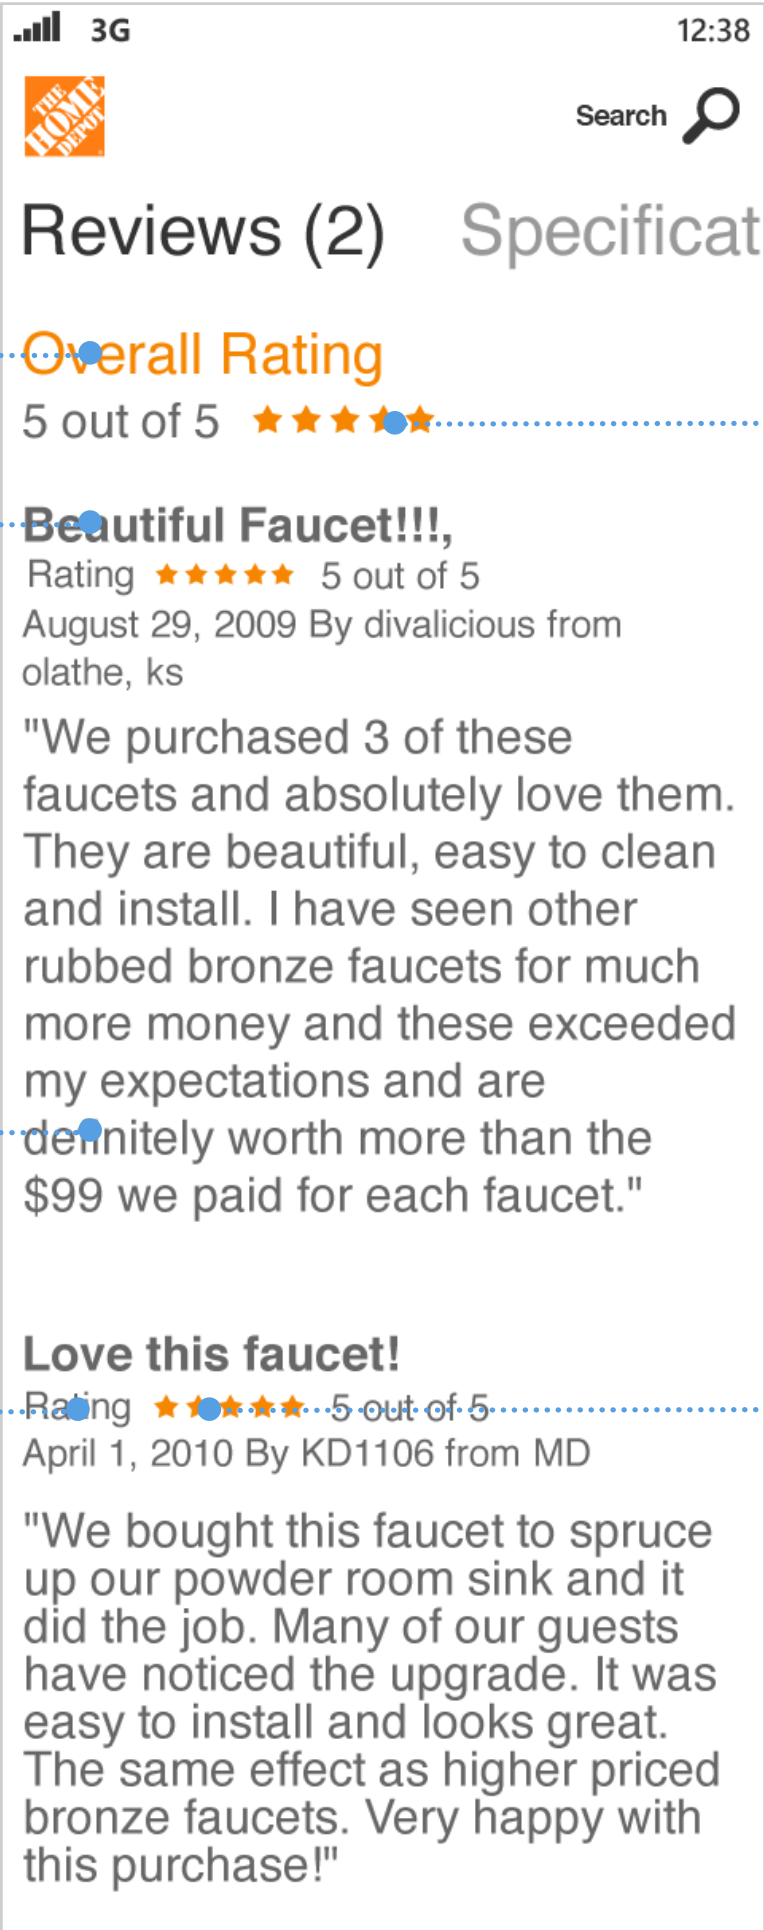 3G 12:38
THE HOME DEPOT
Search
Reviews (2) Specificat
Overall Rating
5 out of 5
Beautiful Faucet!!!,
Rating 5 out of 5
August 29, 2009 By divalicious from
olathe, ks
"We purchased 3 of these
faucets and absolutely love them.
They are beautiful, easy to clean
and install. I have seen other
rubbed bronze faucets for much
more money and these exceeded
my expectations and are
definitely worth more than the
$99 we paid for each faucet."
Love this faucet!
Rating 5 out of 5
April 1, 2010 By KD1106 from MD
"We bought this faucet to spruce
up our powder room sink and it
did the job. Many of our guests
have noticed the upgrade. It was
easy to install and looks great.
The same effect as higher priced
bronze faucets. Very happy with
this purchase!"